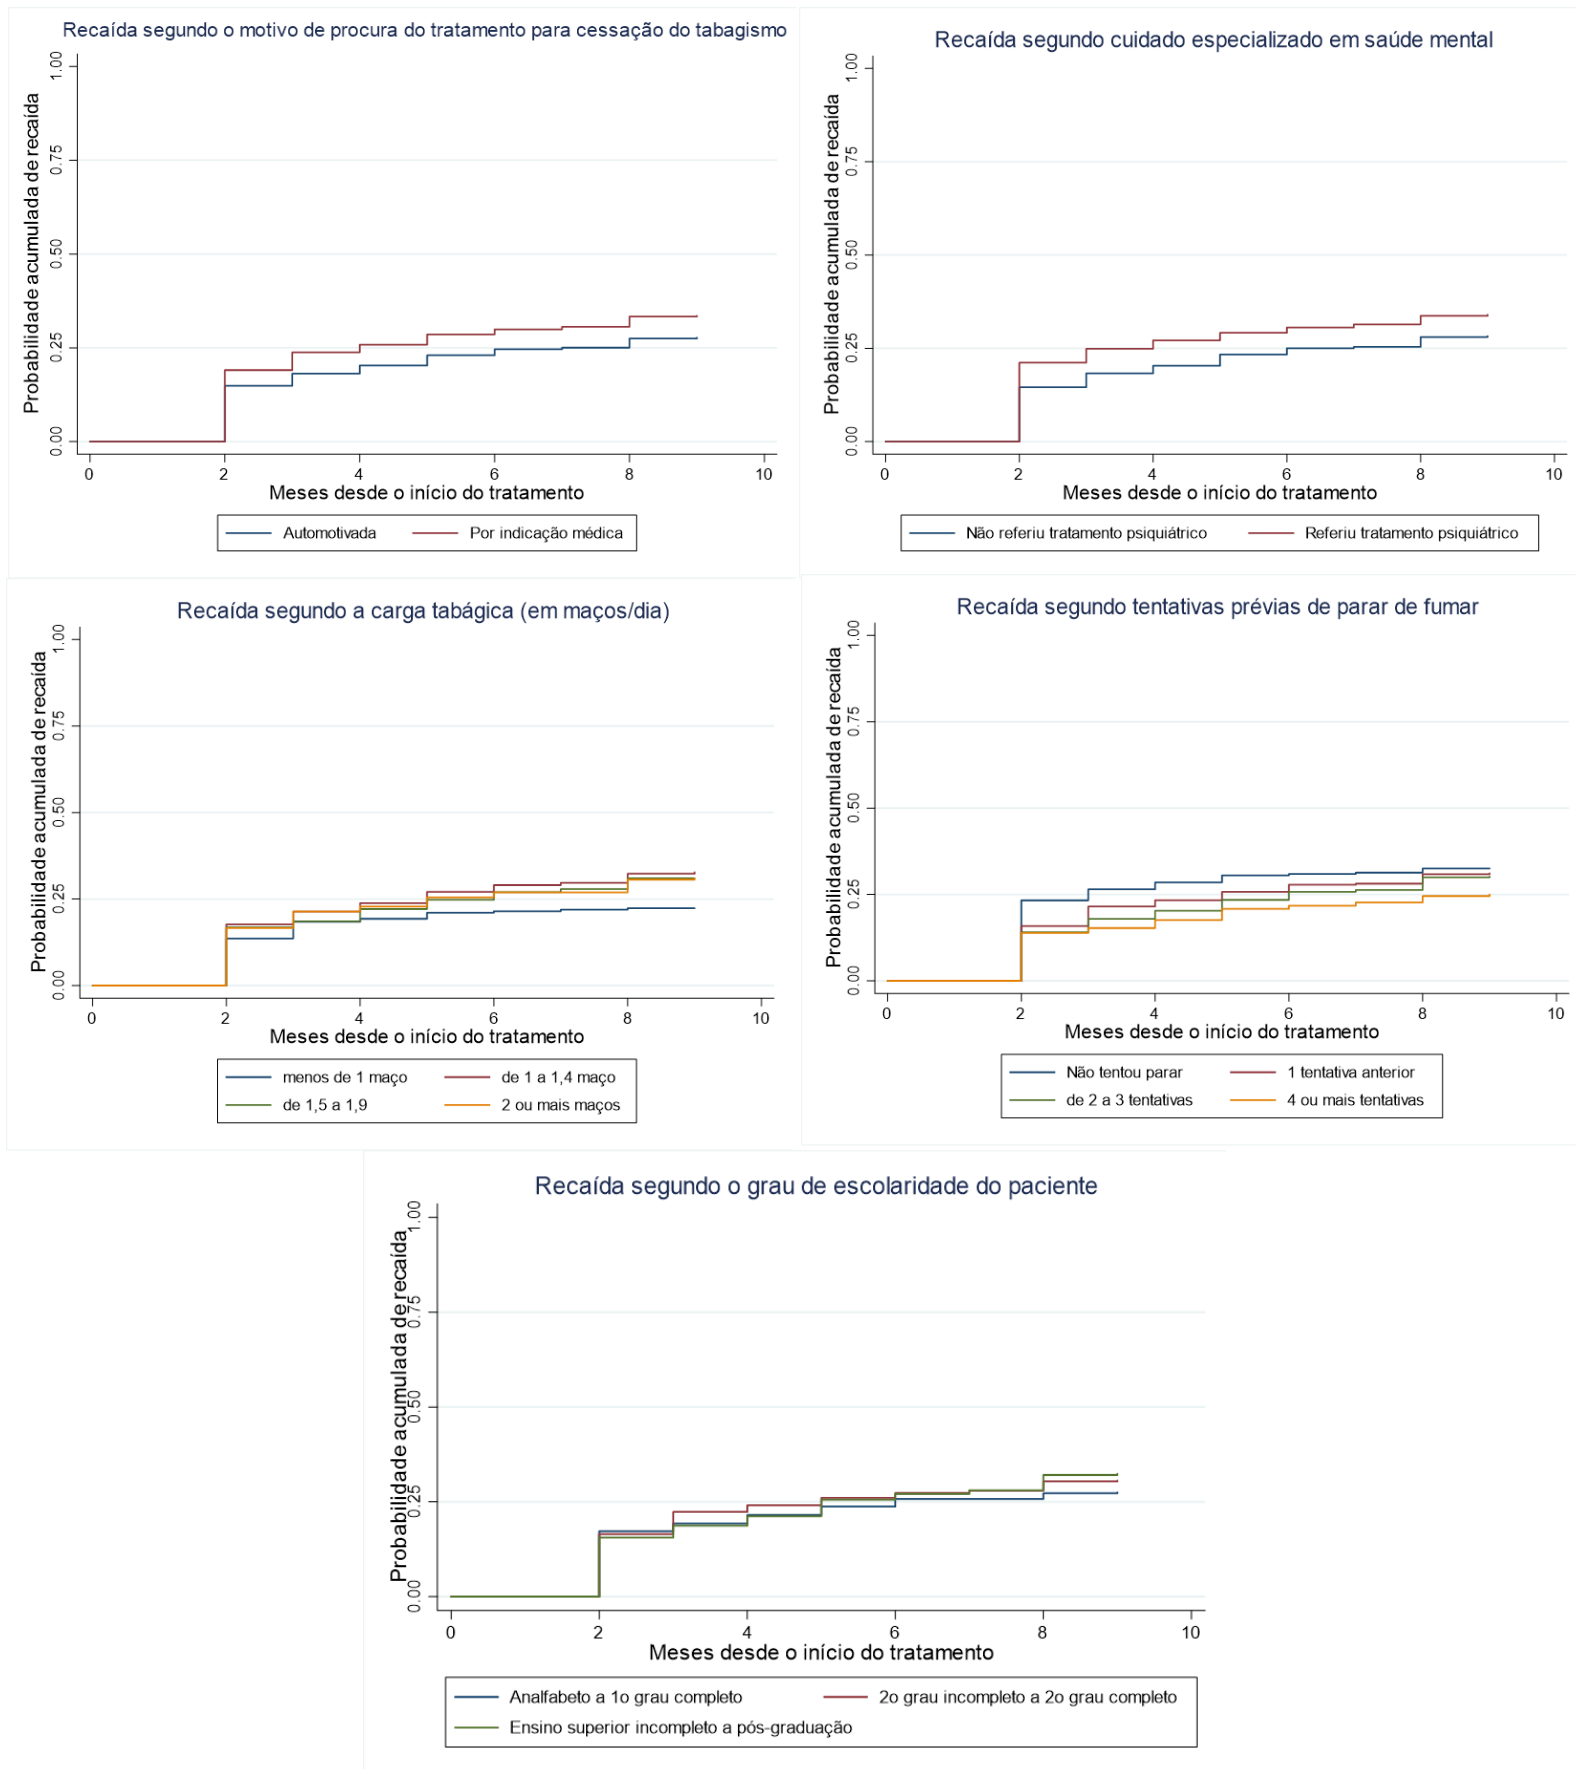 Recaída segundo o motivo de procura do tratamento para cessação do tabagismo
Probabilidade acumulada de recaída
1.00
0.75
0.50
0.25
0.00
0 2 4 6 8 10
Meses desde o início do tratamento
Automotivada Por indicação médica
Recaída segundo cuidado especializado em saúde mental
Probabilidade acumulada de recaída
1.00
0.75
0.50
0.25
0.00
0 2 4 6 8 10
Meses desde o início do tratamento
Não referiu tratamento psiquiátrico Referiu tratamento psiquiátrico
Recaída segundo a carga tabágica (em maços/dia)
Probabilidade acumulada de recaída
1.00
0.75
0.50
0.25
0.00
0 2 4 6 8 10
Meses desde o início do tratamento
menos de 1 maço de 1 a 1,4 maço
de 1,5 a 1,9 2 ou mais maços
Recaída segundo tentativas prévias de parar de fumar
Probabilidade acumulada de recaída
1.00
0.75
0.50
0.25
0.00
0 2 4 6 8 10
Meses desde o início do tratamento
Não tentou parar 1 tentativa anterior
de 2 a 3 tentativas 4 ou mais tentativas
Recaída segundo o grau de escolaridade do paciente
Probabilidade acumulada de recaída
1.00
0.75
0.50
0.25
0.00
0 2 4 6 8 10
Meses desde o início do tratamento
Analfabeto a 1o grau completo 2o grau incompleto a 2o grau completo
Ensino superior incompleto a pós-graduação